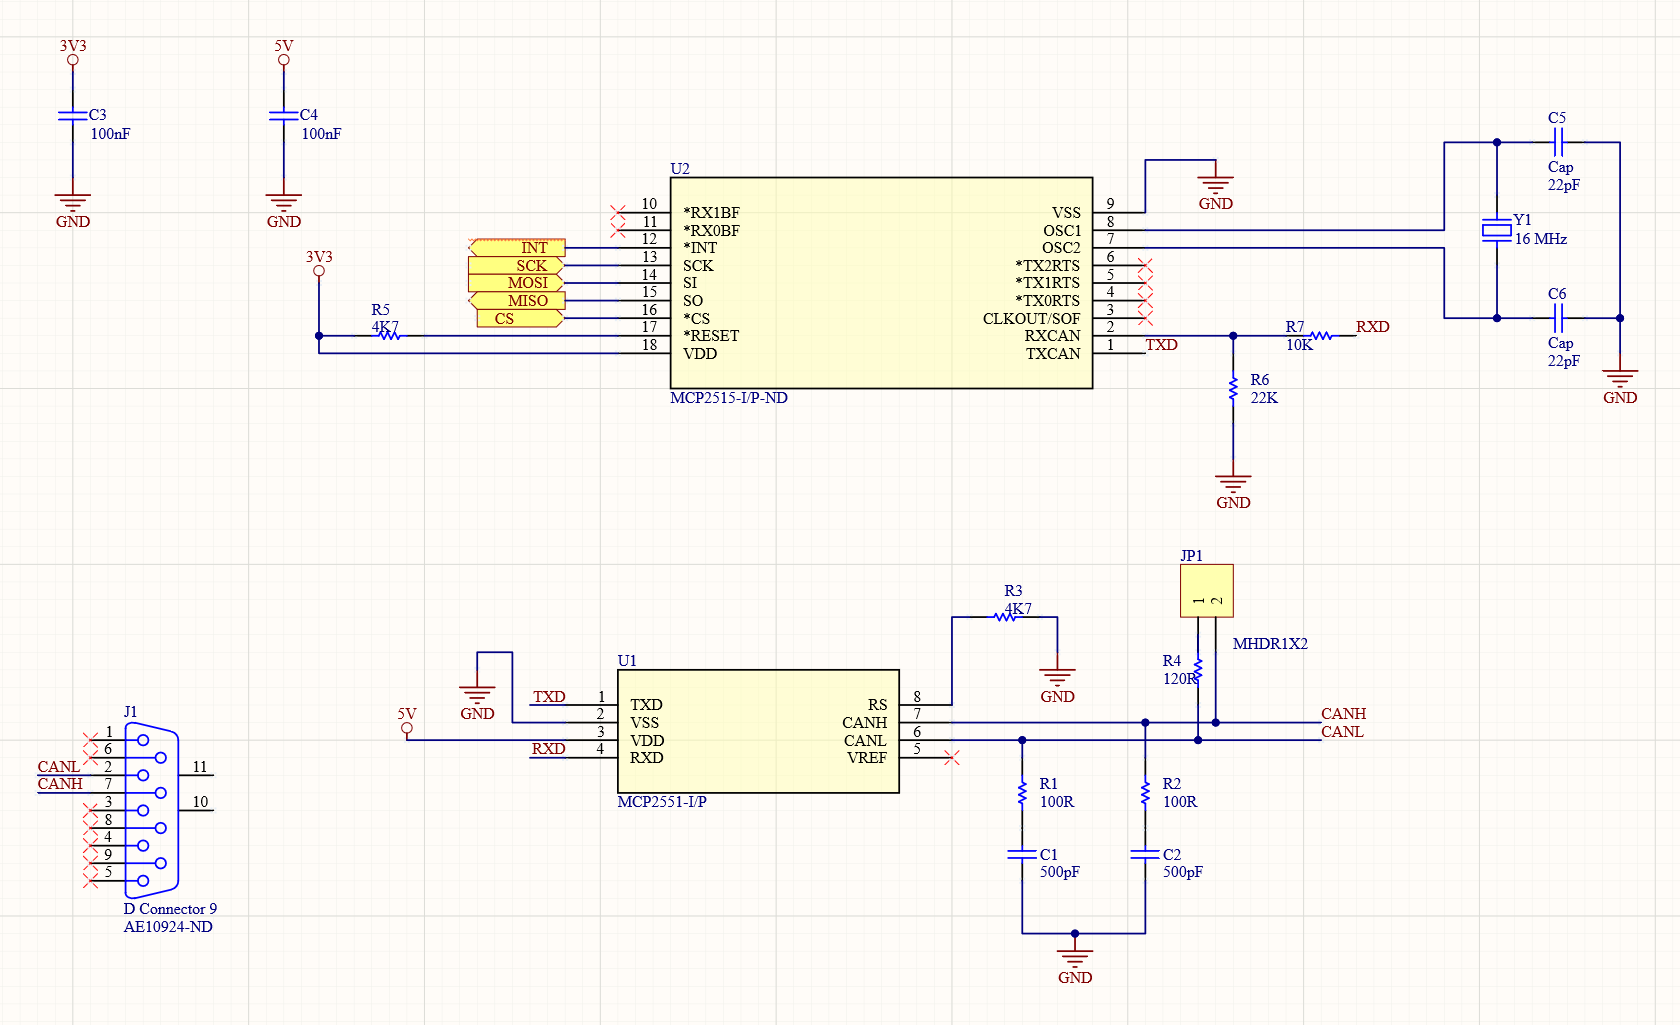 3V3
C3
100nF
GND
5V
C4
100nF
GND
3V3
R5
4K7
INT
SCK
MOSI
MISO
CS
U2
10 *RX1BF
11 *RX0BF
12 *INT
13 SCK
14 SI
15 SO
16 *CS
17 *RESET
18 VDD
VSS 9
OSC1 8
OSC2 7
*TX2RTS 6
*TX1RTS 5
*TX0RTS 4
CLKOUT/SOF 3
RXCAN 2
TXCAN 1
MCP2515-I/P-ND
GND
TXD
R7
10K
RXD
R6
22K
GND
C5
Cap
22pF
Y1
16 MHz
C6
Cap
22pF
GND
J1
1
6
CANL 2
CANH 7
3
8
4
9
5
11
10
D Connector 9
AE10924-ND
5V
GND
U1
TXD 1 TXD
2 VSS
3 VDD
RXD 4 RXD
RS 8
CANH 7
CANL 6
VREF 5
MCP2551-I/P
R3
4K7
GND
JP1
1
2
MHDR1X2
R4
120R
CANH
CANL
R1
100R
R2
100R
C1
500pF
C2
500pF
GND